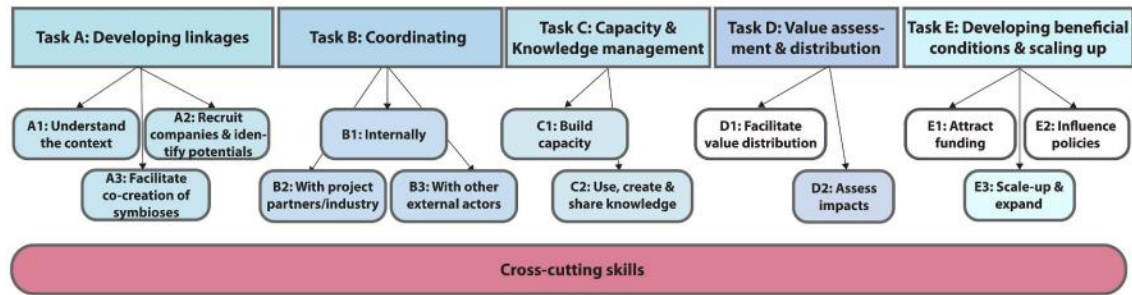 Task A: Developing linkages
Task B: Coordinating
Task C: Capacity &
Knowledge management
Task D: Value assess-
ment & distribution
Task E: Developing beneficial
conditions & scaling up
A1: Understand
the context
A2: Recruit
companies & iden-
tify potentials
A3: Facilitate
co-creation of
symbioses
B1: Internally
B2: With project
partners/industry
B3: With other
external actors
C1: Build
capacity
C2: Use, create &
share knowledge
D1: Facilitate
value distribution
D2: Assess
impacts
E1: Attract
funding
E2: Influence
policies
E3: Scale-up &
expand
Cross-cutting skills